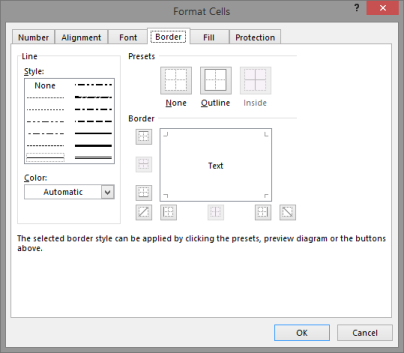 Format Cells
? ×
Number Alignment Font Border Fill Protection
Line
Presets
Style:
None
None Outline Inside
Border
Text
Color:
Automatic
The selected border style can be applied by clicking the presets, preview diagram or the buttons
above.
OK Cancel